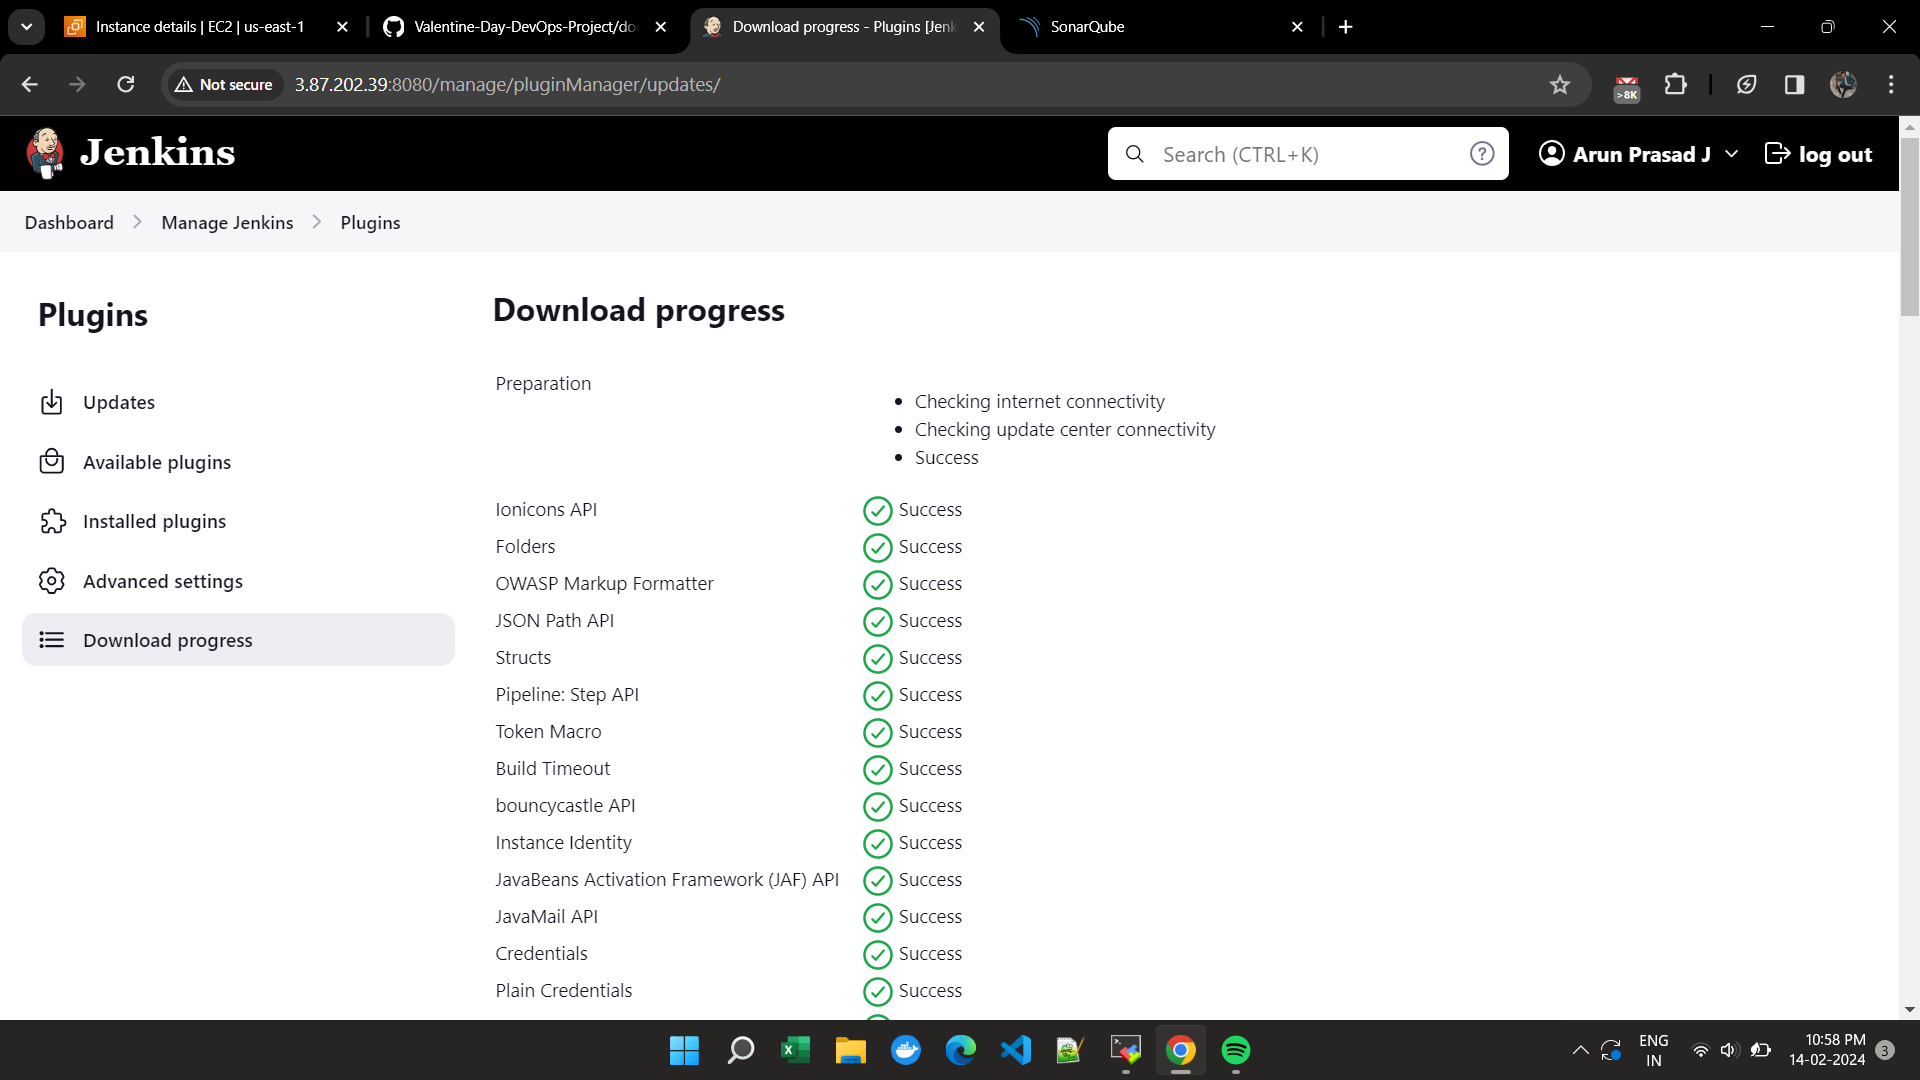 Instance details | EC2 | us-east-1
Valentine-Day-DevOps-Project/do
Download progress - Plugins [Jenk
SonarQube
Not secure
3.87.202.39:8080/manage/pluginManager/updates/
>8K
Jenkins
Search (CTRL+K)
?
Arun Prasad J
log out
Dashboard
Manage Jenkins
Plugins
Plugins
Updates
Available plugins
Installed plugins
Advanced settings
Download progress
Download progress
Preparation
• Checking internet connectivity
• Checking update center connectivity
• Success
Ionicons API Success
Folders Success
OWASP Markup Formatter Success
JSON Path API Success
Structs Success
Pipeline: Step API Success
Token Macro Success
Build Timeout Success
bouncycastle API Success
Instance Identity Success
JavaBeans Activation Framework (JAF) API Success
JavaMail API Success
Credentials Success
Plain Credentials Success
ENG
IN
10:58 PM
14-02-2024
3